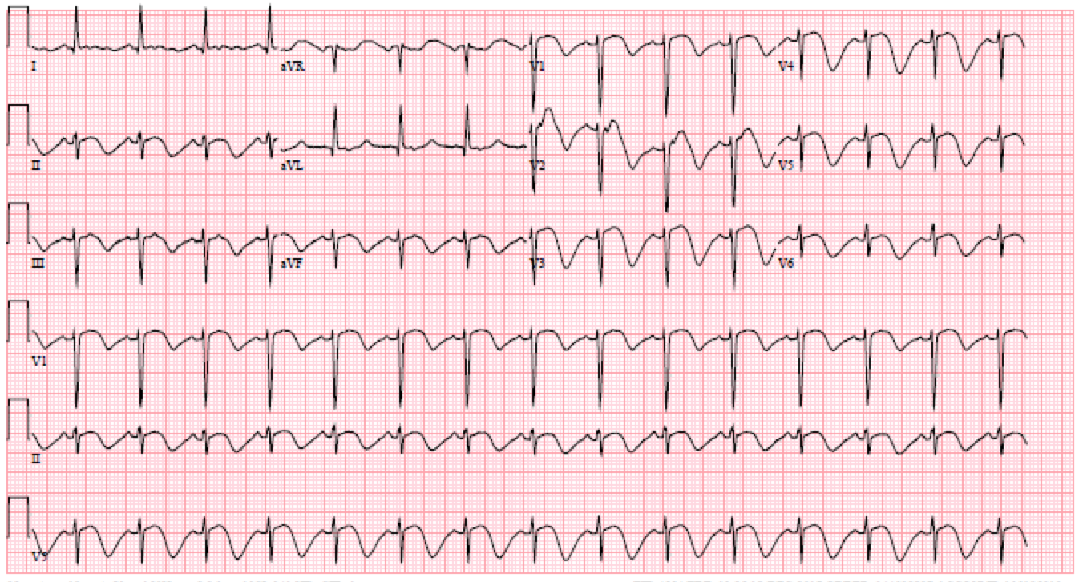 I aVR V1 V4
II aVL V2 V5
III aVF V3 V6
V1
II
V5